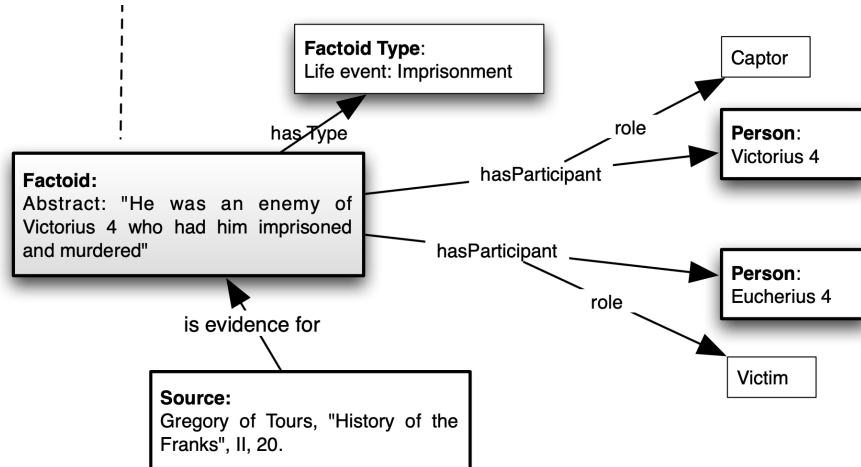 Factoid Type:
Life event: Imprisonment
Captor
has Type
role
Person:
Victorius 4
hasParticipant
Factoid:
Abstract: "He was an enemy of
Victorius 4 who had him imprisoned
and murdered"
hasParticipant
Person:
Eucherius 4
role
is evidence for
Victim
Source:
Gregory of Tours, "History of the
Franks", II, 20.